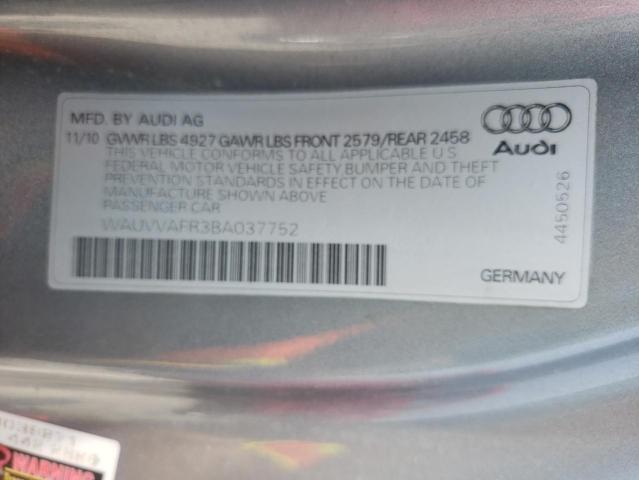 MFD. BY AUDI AG
11/10 GVWR LBS 4927 GAWR LBS FRONT 2579/REAR 2458
THIS VEHICLE CONFORMS TO ALL APPLICABLE U S
FEDERAL MOTOR VEHICLE SAFETY BUMPER AND THEFT
PREVENTION STANDARDS IN EFFECT ON THE DATE OF
MANUFACTURE SHOWN ABOVE
PASSENGER CAR
WAUVVAFR3BA037752
Audi
4450526
GERMANY
WARNING